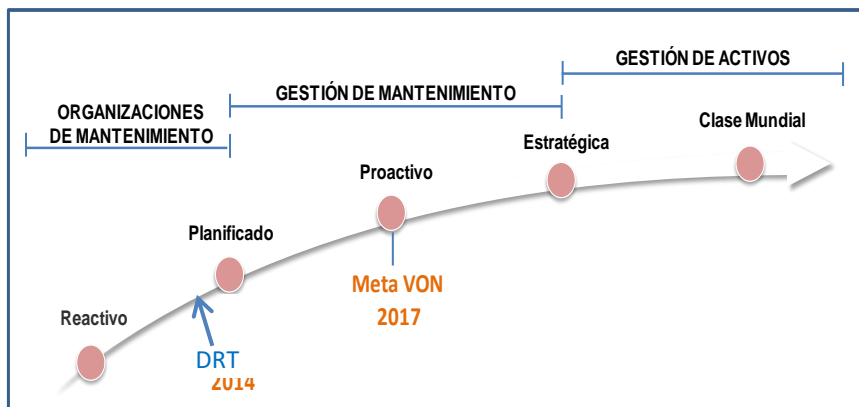 GESTIÓN DE ACTIVOS
GESTIÓN DE MANTENIMIENTO
ORGANIZACIONES
DE MANTENIMIENTO
Clase Mundial
Estratégica
Proactivo
Planificado
Meta VON
2017
Reactivo
DRT
2014